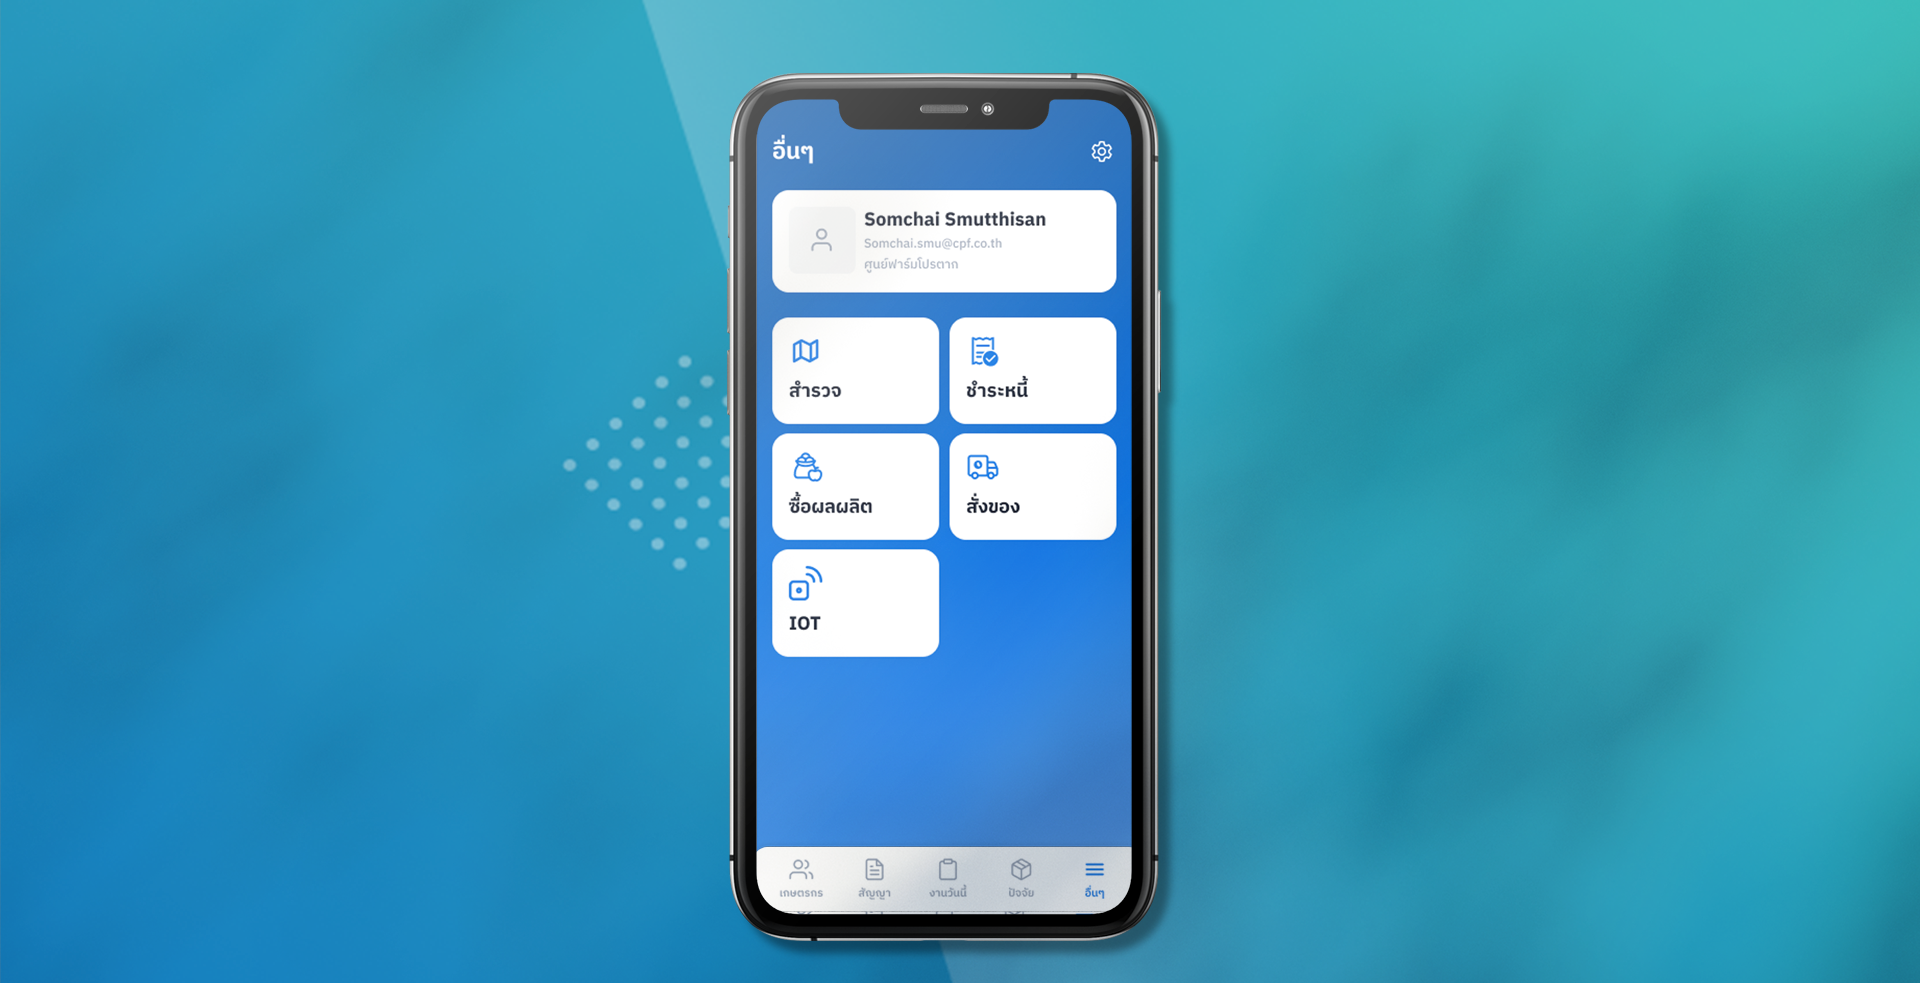 อื่นๆ
Somchai Smutthisan
Somchai.smu@cpf.co.th
ศูนย์ฟาร์มโปรตาก
สำรวจ
ชำระหนี้
ซื้อผลผลิต
สั่งของ
IOT
เกษตรกร
สัญญา
งานวันนี้
ปัจจัย
อื่นๆ